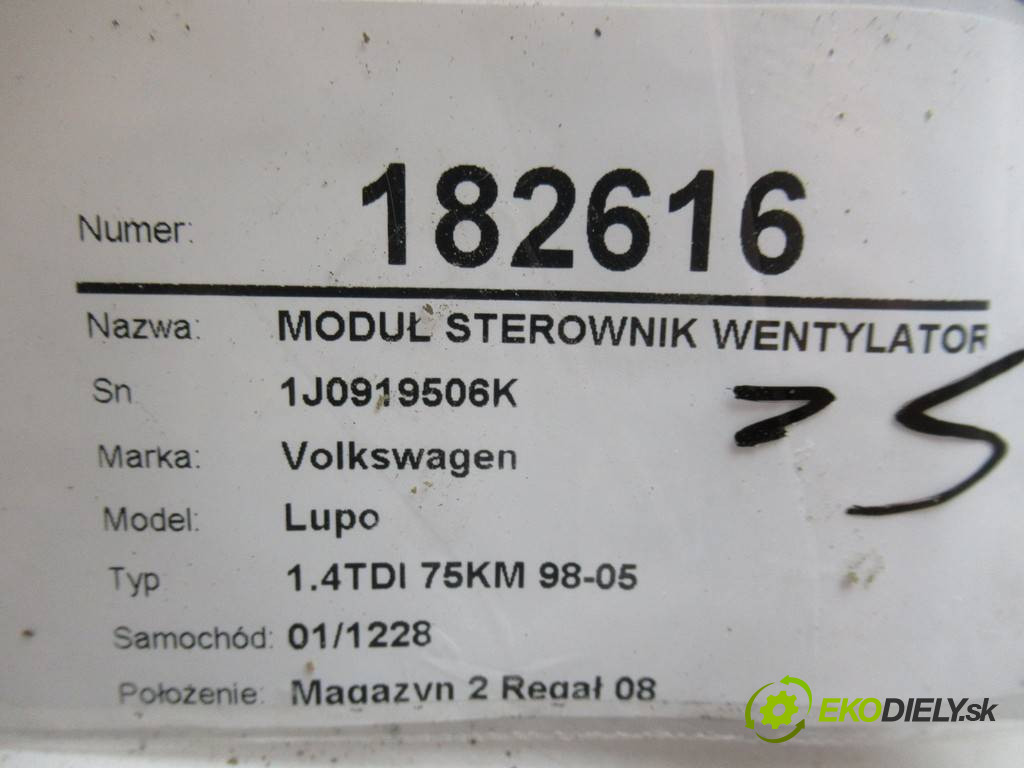 Numer: 182616
Nazwa: MODUŁ STEROWNIK WENTYLATOR
Sn 1J0919506K
Marka: Volkswagen
Model: Lupo
Typ 1.4TDI 75KM 98-05
Samochód: 01/1228
Położenie: Magazyn 2 Regał 08
EKODIELY.sk